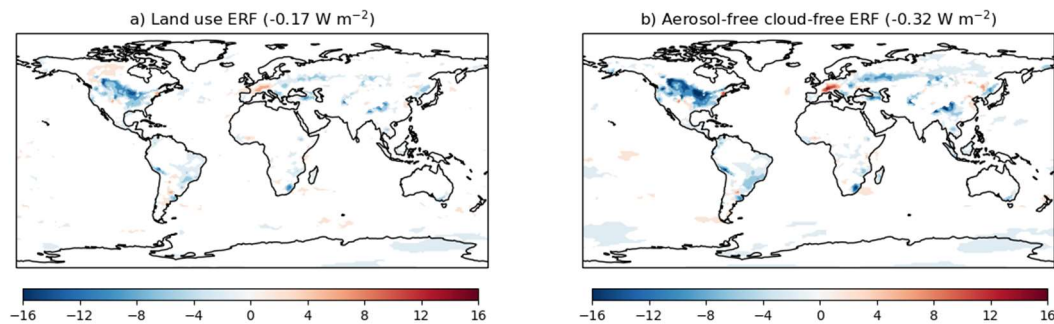 a) Land use ERF (-0.17 W m⁻²)
b) Aerosol-free cloud-free ERF (-0.32 W m⁻²)
−16 −12 −8 −4 0 4 8 12 16
−16 −12 −8 −4 0 4 8 12 16